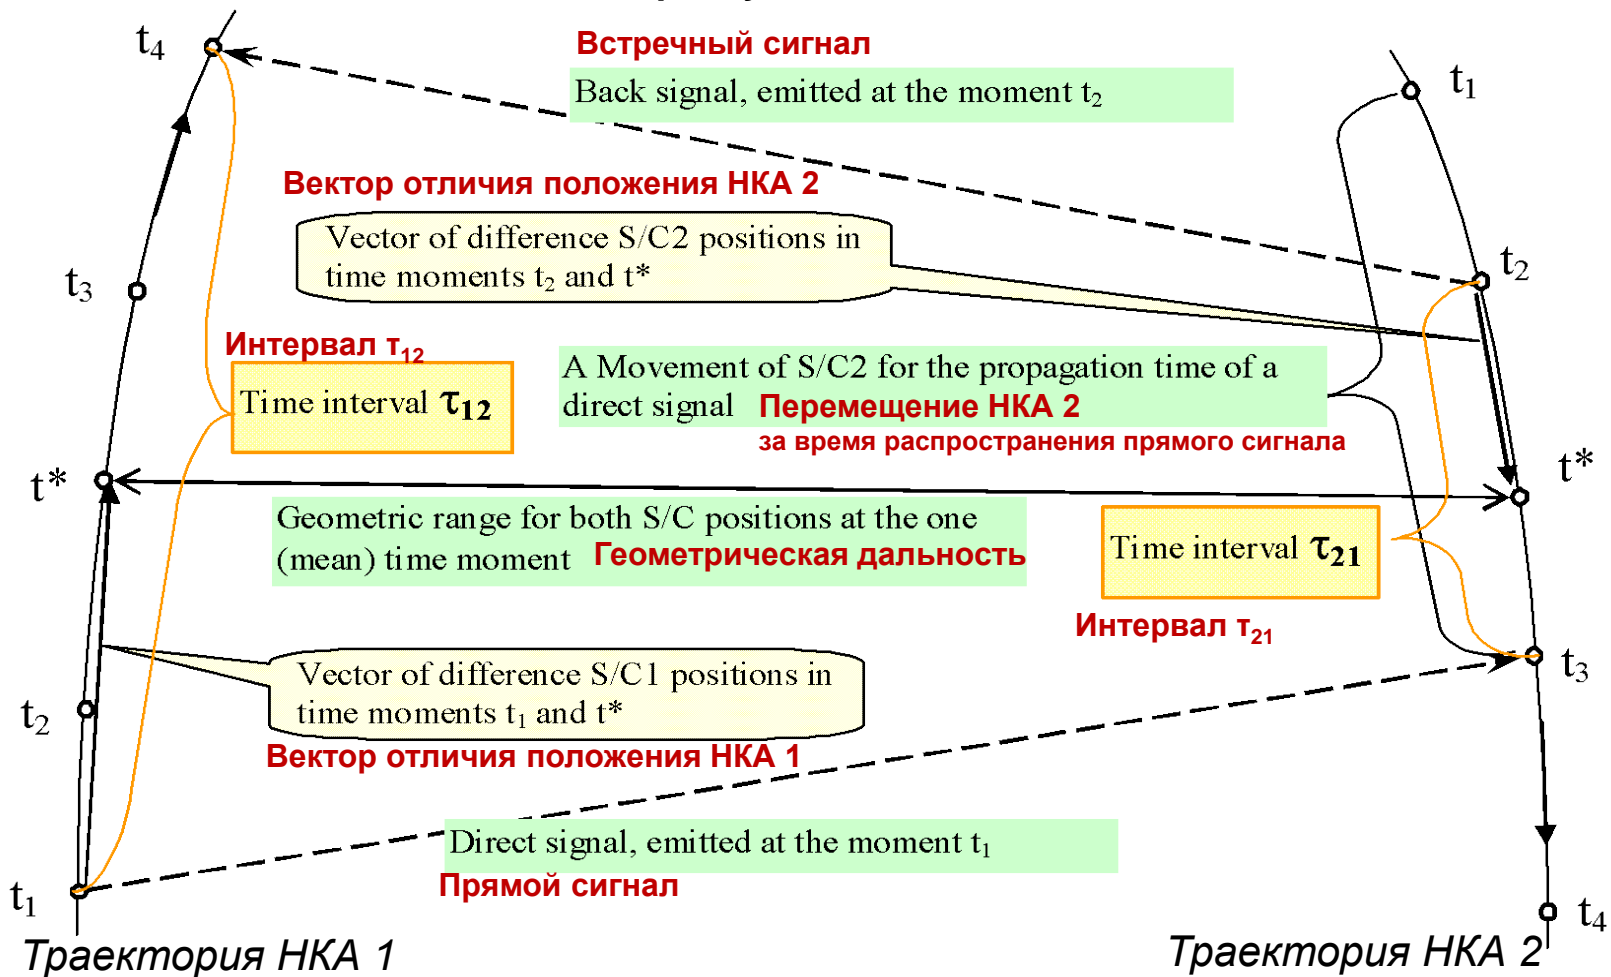 t₄
Встречный сигнал
Back signal, emitted at the moment t₂
t₁
Вектор отличия положения НКА 2
Vector of difference S/C2 positions in
time moments t₂ and t*
t₃
t₂
Интервал τ₁₂
Time interval τ₁₂
A Movement of S/C2 for the propagation time of a
direct signal Перемещение НКА 2
за время распространения прямого сигнала
t*
t*
Geometric range for both S/C positions at the one
(mean) time moment Геометрическая дальность
Time interval τ₂₁
Интервал τ₂₁
Vector of difference S/C1 positions in
time moments t₁ and t*
t₃
t₂
Вектор отличия положения НКА 1
Direct signal, emitted at the moment t₁
Прямой сигнал
t₁
t₄
Траектория НКА 1
Траектория НКА 2